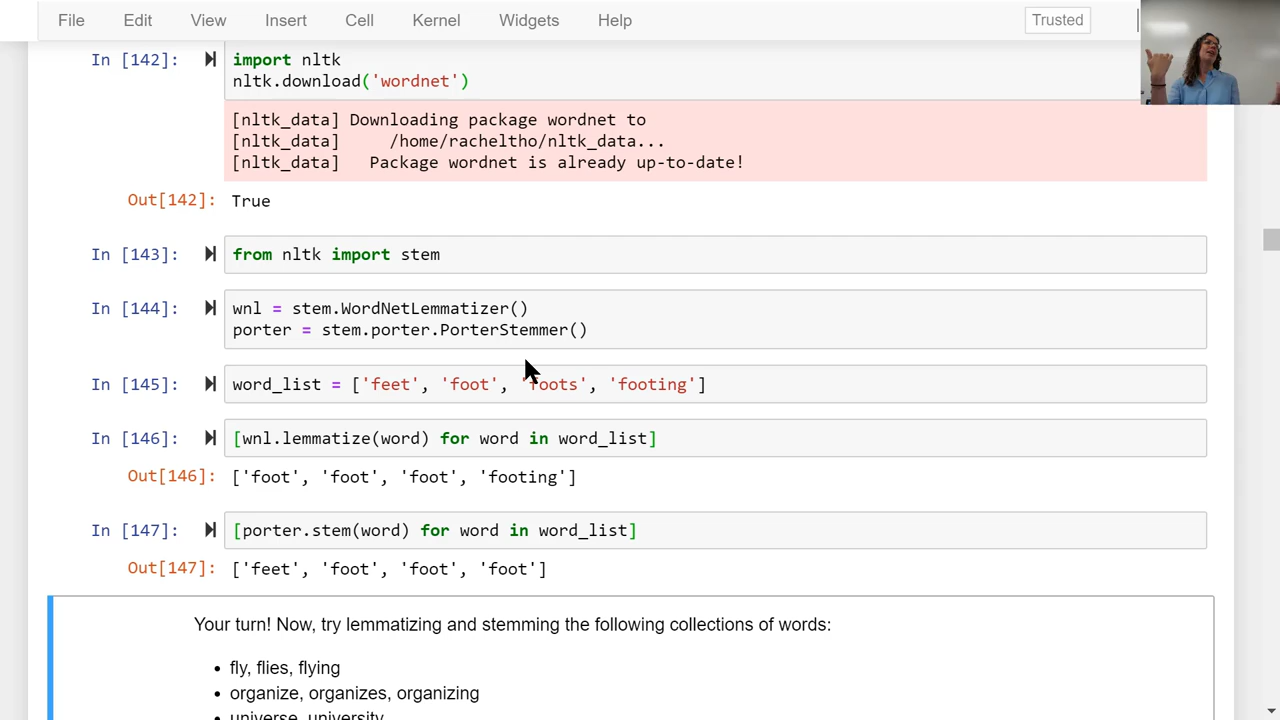 File Edit View Insert Cell Kernel Widgets Help Trusted
In [142]: import nltk
nltk.download('wordnet')
[nltk_data] Downloading package wordnet to
[nltk_data]     /home/racheltho/nltk_data...
[nltk_data]   Package wordnet is already up-to-date!
Out[142]: True
In [143]: from nltk import stem
In [144]: wnl = stem.WordNetLemmatizer()
porter = stem.porter.PorterStemmer()
In [145]: word_list = ['feet', 'foot', 'foots', 'footing']
In [146]: [wnl.lemmatize(word) for word in word_list]
Out[146]: ['foot', 'foot', 'foot', 'footing']
In [147]: [porter.stem(word) for word in word_list]
Out[147]: ['feet', 'foot', 'foot', 'foot']
Your turn! Now, try lemmatizing and stemming the following collections of words:
• fly, flies, flying
• organize, organizes, organizing
• universe, university